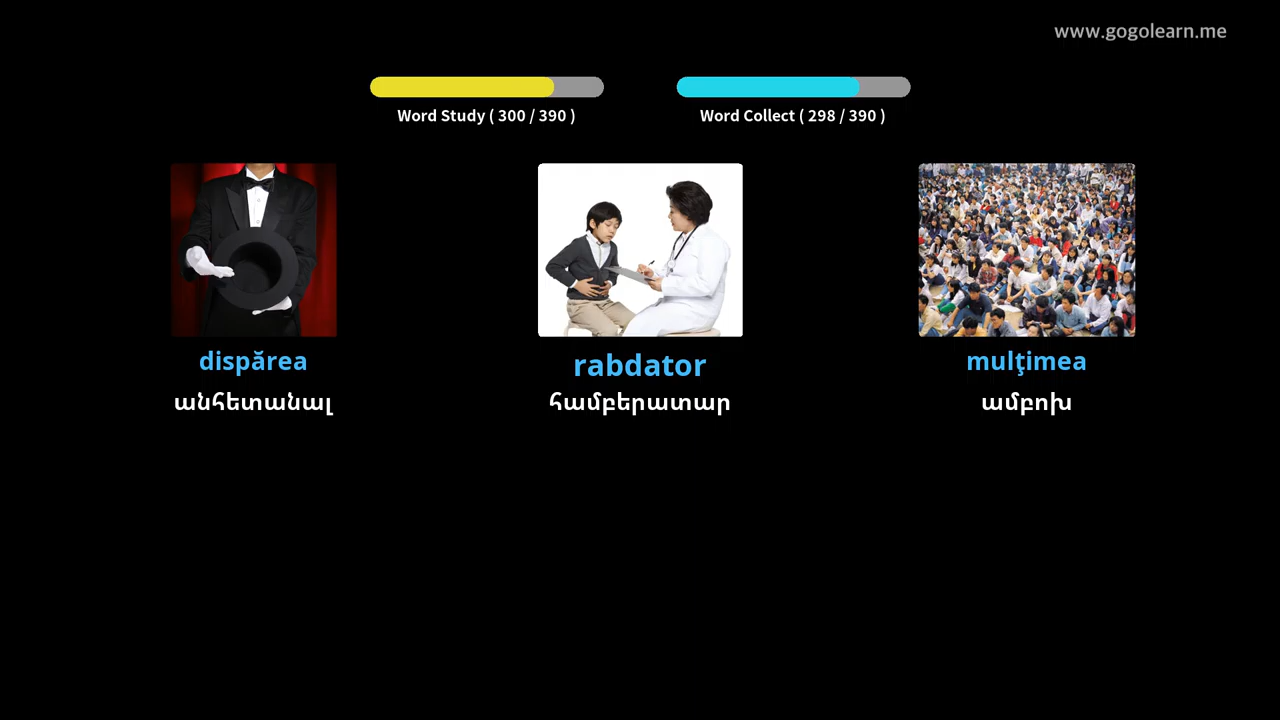 www.gogolearn.me
Word Study ( 300 / 390 )
Word Collect ( 298 / 390 )
dispărea
rabdator
mulţimea
անհետանալ
համբերատար
ամբոխ